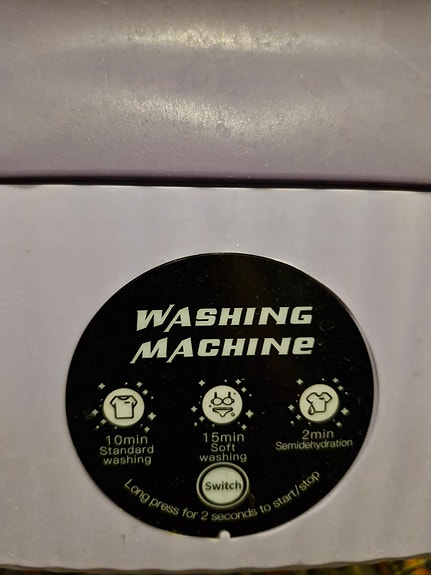 WASHING
MACHINE
10min
Standard
washing
15min
Soft
washing
2min
Semidehydration
Switch
Long press for 2 seconds to start/stop